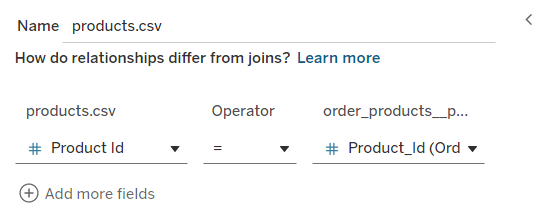 Name products.csv
How do relationships differ from joins? Learn more
products.csv Operator order_products__p...
# Product Id = # Product_Id (Ord
Add more fields